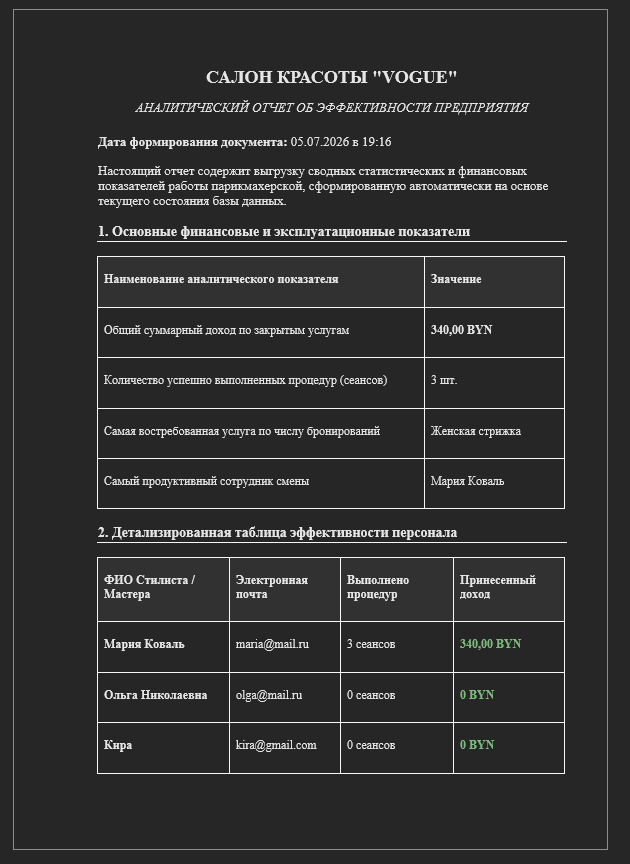 САЛОН КРАСОТЫ "VOGUE"
АНАЛИТИЧЕСКИЙ ОТЧЕТ ОБ ЭФФЕКТИВНОСТИ ПРЕДПРИЯТИЯ
Дата формирования документа: 05.07.2026 в 19:16
Настоящий отчет содержит выгрузку сводных статистических и финансовых
показателей работы парикмахерской, сформированную автоматически на основе
текущего состояния базы данных.
1. Основные финансовые и эксплуатационные показатели
Наименование аналитического показателя Значение
Общий суммарный доход по закрытым услугам 340,00 BYN
Количество успешно выполненных процедур (сеансов) 3 шт.
Самая востребованная услуга по числу бронирований Женская стрижка
Самый продуктивный сотрудник смены Мария Коваль
2. Детализированная таблица эффективности персонала
ФИО Стилиста / Электронная Выполнено Принесенный
Мастера почта процедур доход
Мария Коваль maria@mail.ru 3 сеансов 340,00 BYN
Ольга Николаевна olga@mail.ru 0 сеансов 0 BYN
Кира kira@gmail.com 0 сеансов 0 BYN